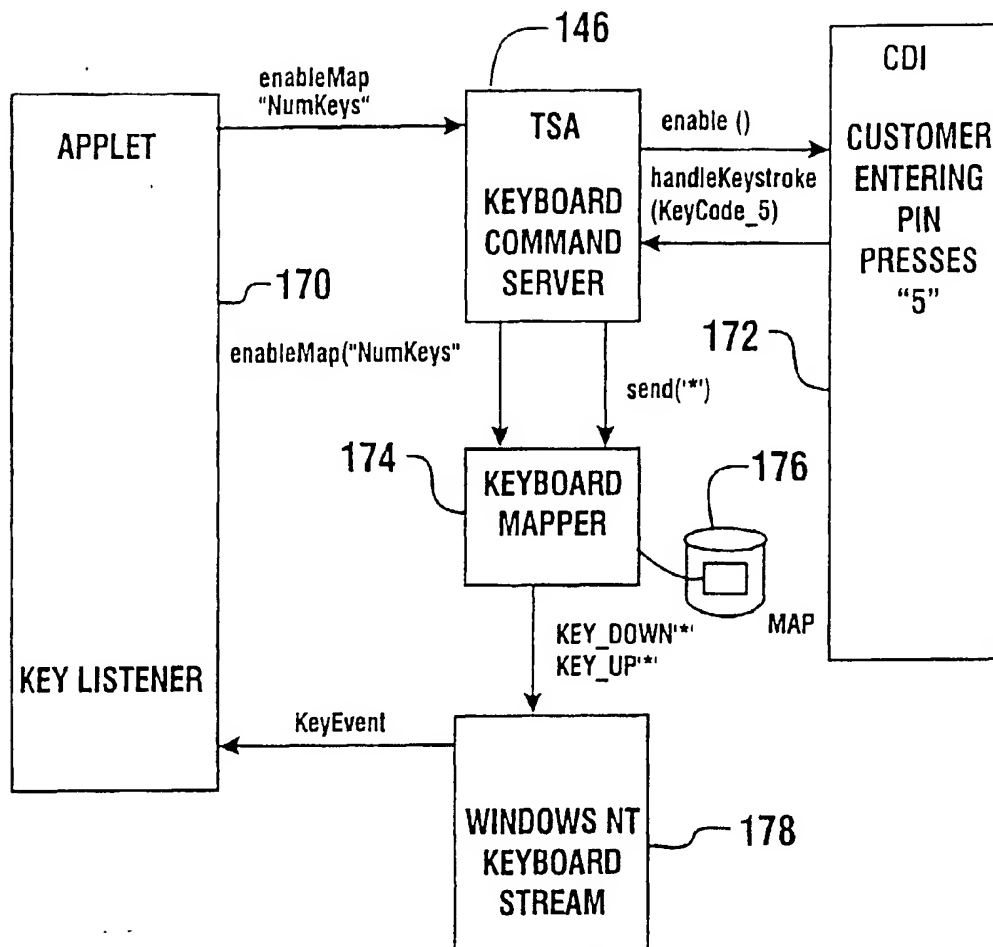 146
enableMap
"NumKeys"
APPLET
TSA
KEYBOARD
COMMAND
SERVER
enable ()
handleKeystroke
(KeyCode_5)
CDI
CUSTOMER
ENTERING
PIN
PRESSES
"5"
170
172
enableMap("NumKeys"
send('*')
174
KEYBOARD
MAPPER
176
MAP
KEY_DOWN'*'
KEY_UP'*'
KEY LISTENER
KeyEvent
WINDOWS NT
KEYBOARD
STREAM
178